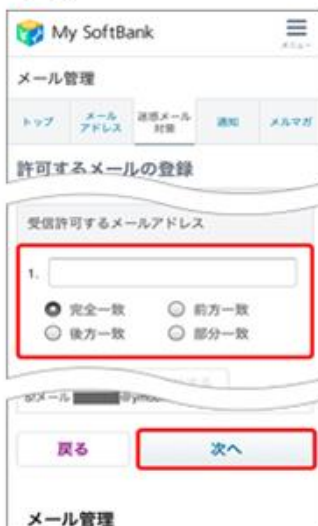 My SoftBank
メニュー
メール管理
トップ メールアドレス 迷惑メール対策 通知 メルマガ
許可するメールの登録
受信許可するメールアドレス
1.
完全一致 前方一致
後方一致 部分一致
戻る 次へ
メール管理